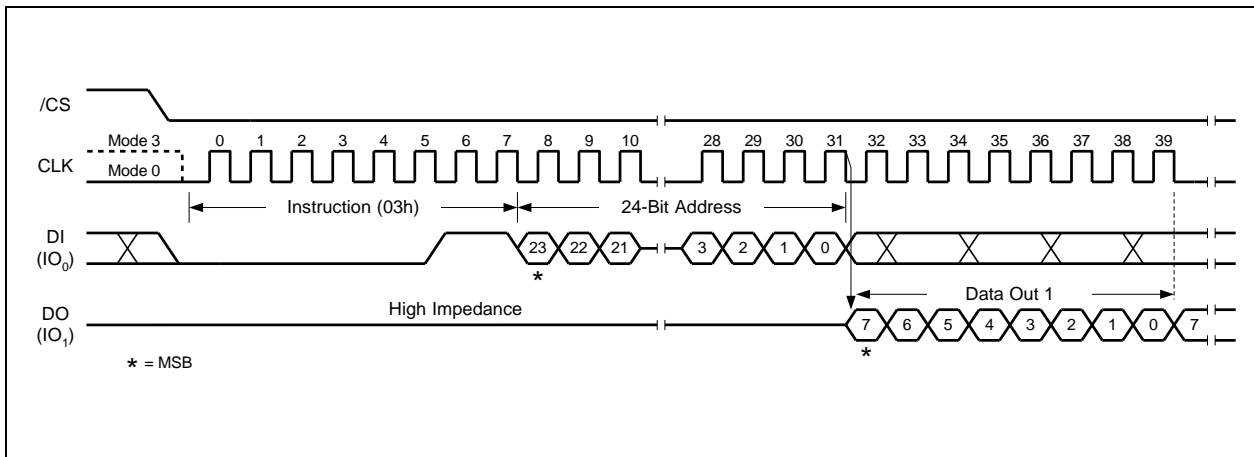 /CS
Mode 3
0 1 2 3 4 5 6 7 8 9 10 28 29 30 31 32 33 34 35 36 37 38 39
CLK
Mode 0
Instruction (03h)
24-Bit Address
DI
(IO0)
23 22 21 3 2 1 0
*
High Impedance
Data Out 1
DO
(IO1)
7 6 5 4 3 2 1 0 7
*
* = MSB